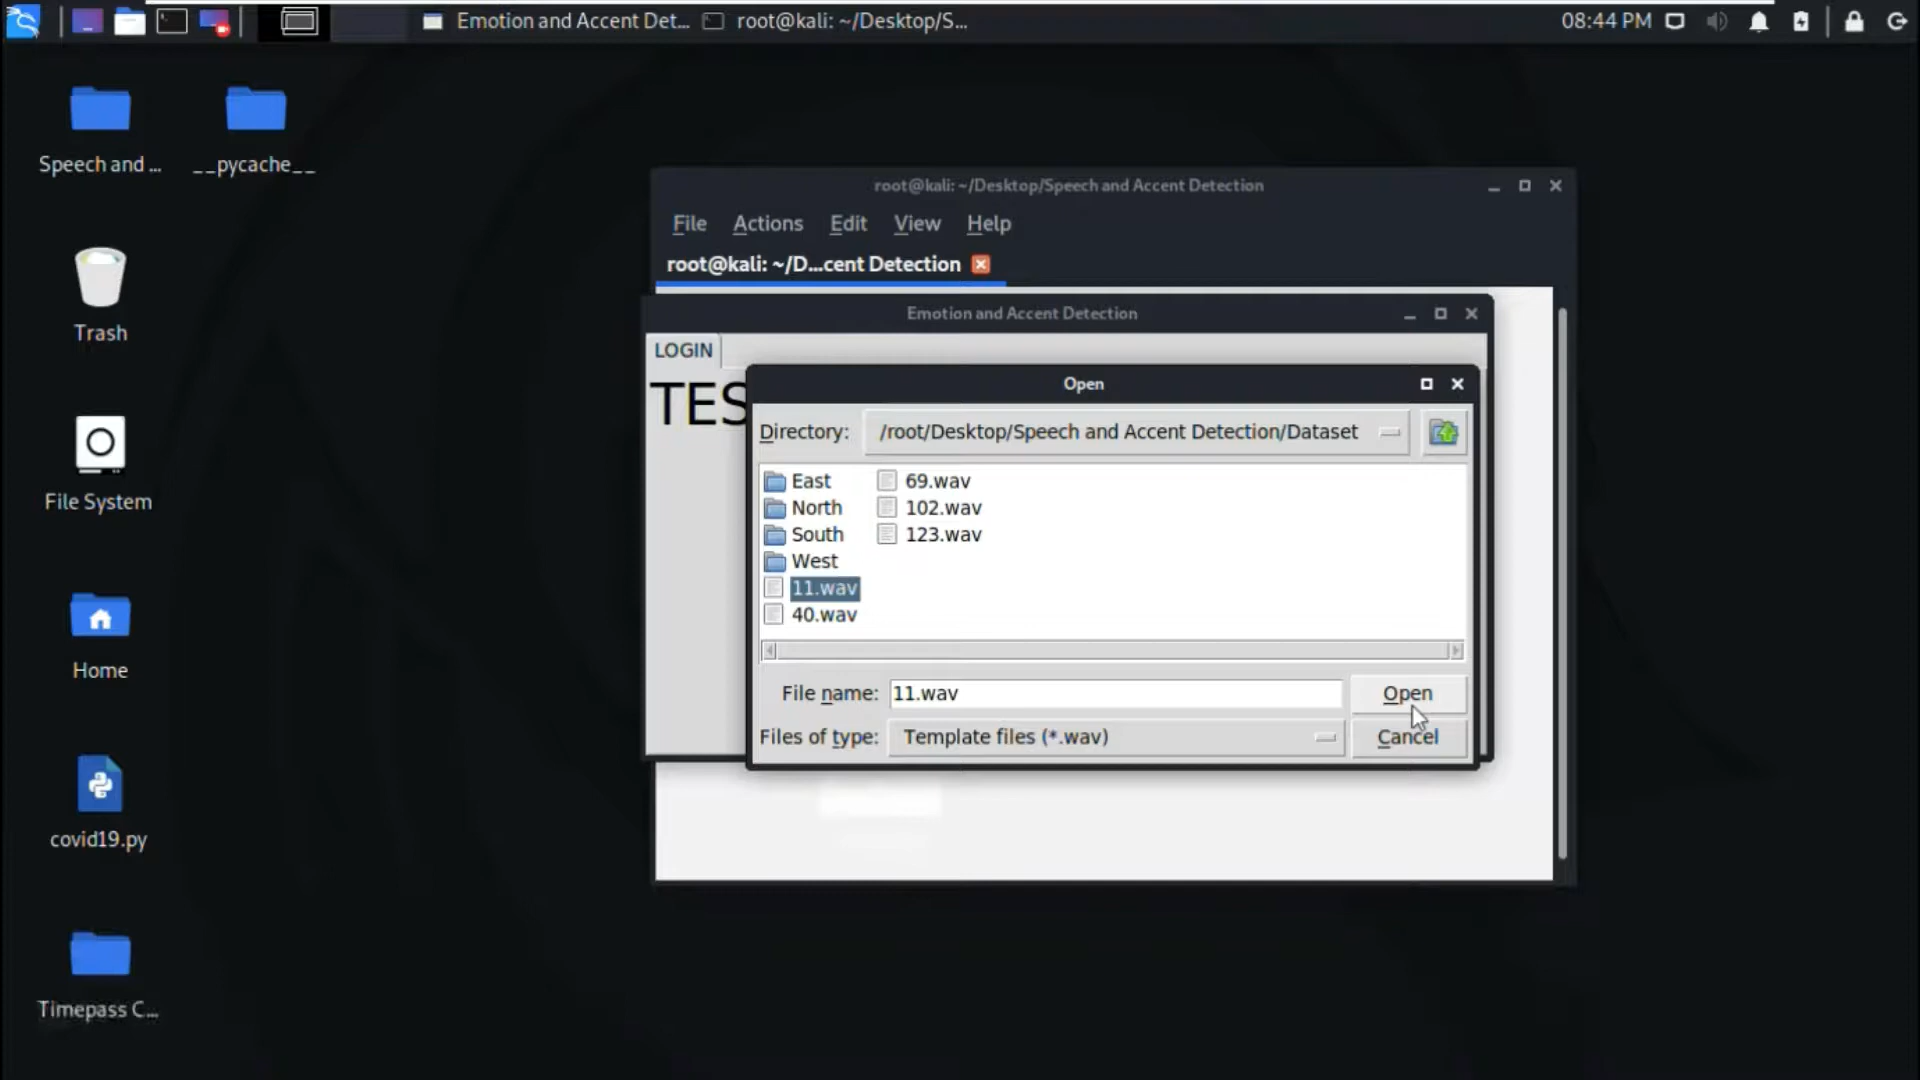 Emotion and Accent Det... root@kali: ~/Desktop/S... 08:44 PM
Speech and ...
__pycache__
Trash
File System
Home
covid19.py
Timepass C...
root@kali: ~/Desktop/Speech and Accent Detection
File Actions Edit View Help
root@kali: ~/D...cent Detection
Emotion and Accent Detection
LOGIN
TES
Open
Directory: /root/Desktop/Speech and Accent Detection/Dataset
East 69.wav
North 102.wav
South 123.wav
West
11.wav
40.wav
File name: 11.wav Open
Files of type: Template files (*.wav) Cancel